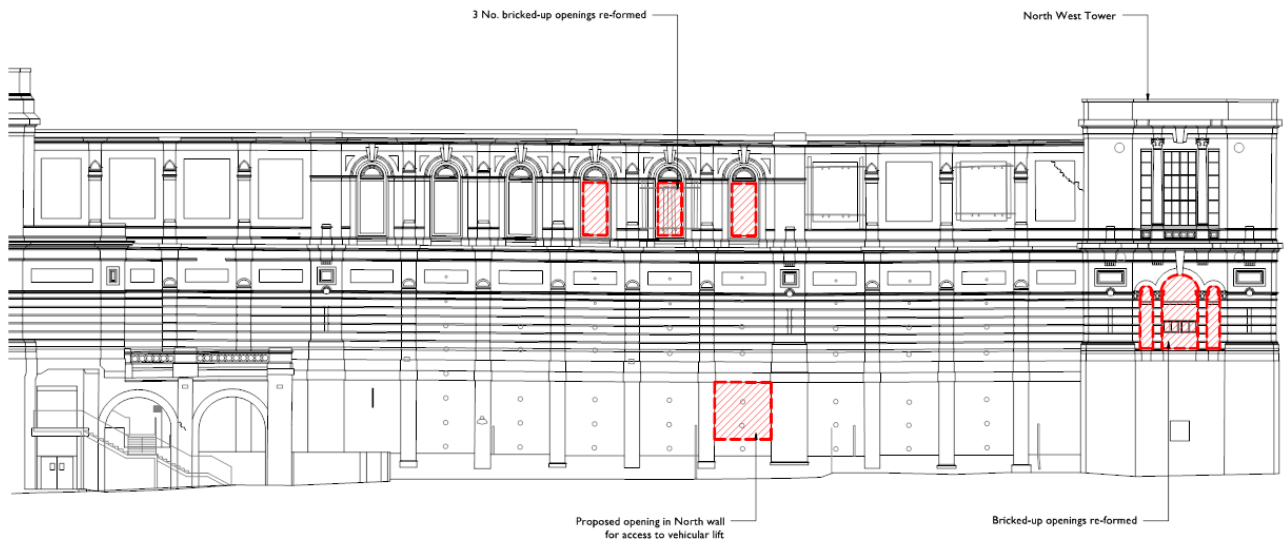 3 No. bricked-up openings re-formed
North West Tower
Proposed opening in North wall
for access to vehicular lift
Bricked-up openings re-formed